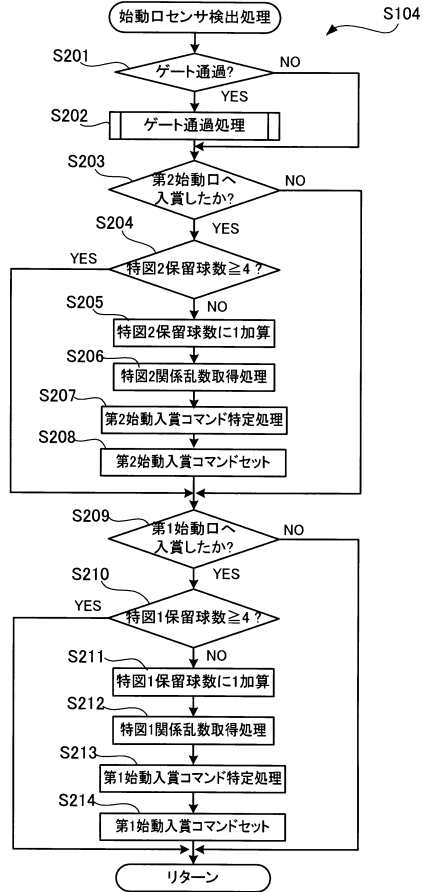 始動口センサ検出処理
S104
S201
ゲート通過?
NO
YES
S202
ゲート通過処理
S203
第2始動口へ
入賞したか?
NO
YES
S204
YES
特図2保留球数≧4?
NO
S205
特図2保留球数に1加算
S206
特図2関係乱数取得処理
S207
第2始動入賞コマンド特定処理
S208
第2始動入賞コマンドセット
S209
第1始動口へ
入賞したか?
NO
YES
S210
YES
特図1保留球数≧4?
NO
S211
特図1保留球数に1加算
S212
特図1関係乱数取得処理
S213
第1始動入賞コマンド特定処理
S214
第1始動入賞コマンドセット
リターン